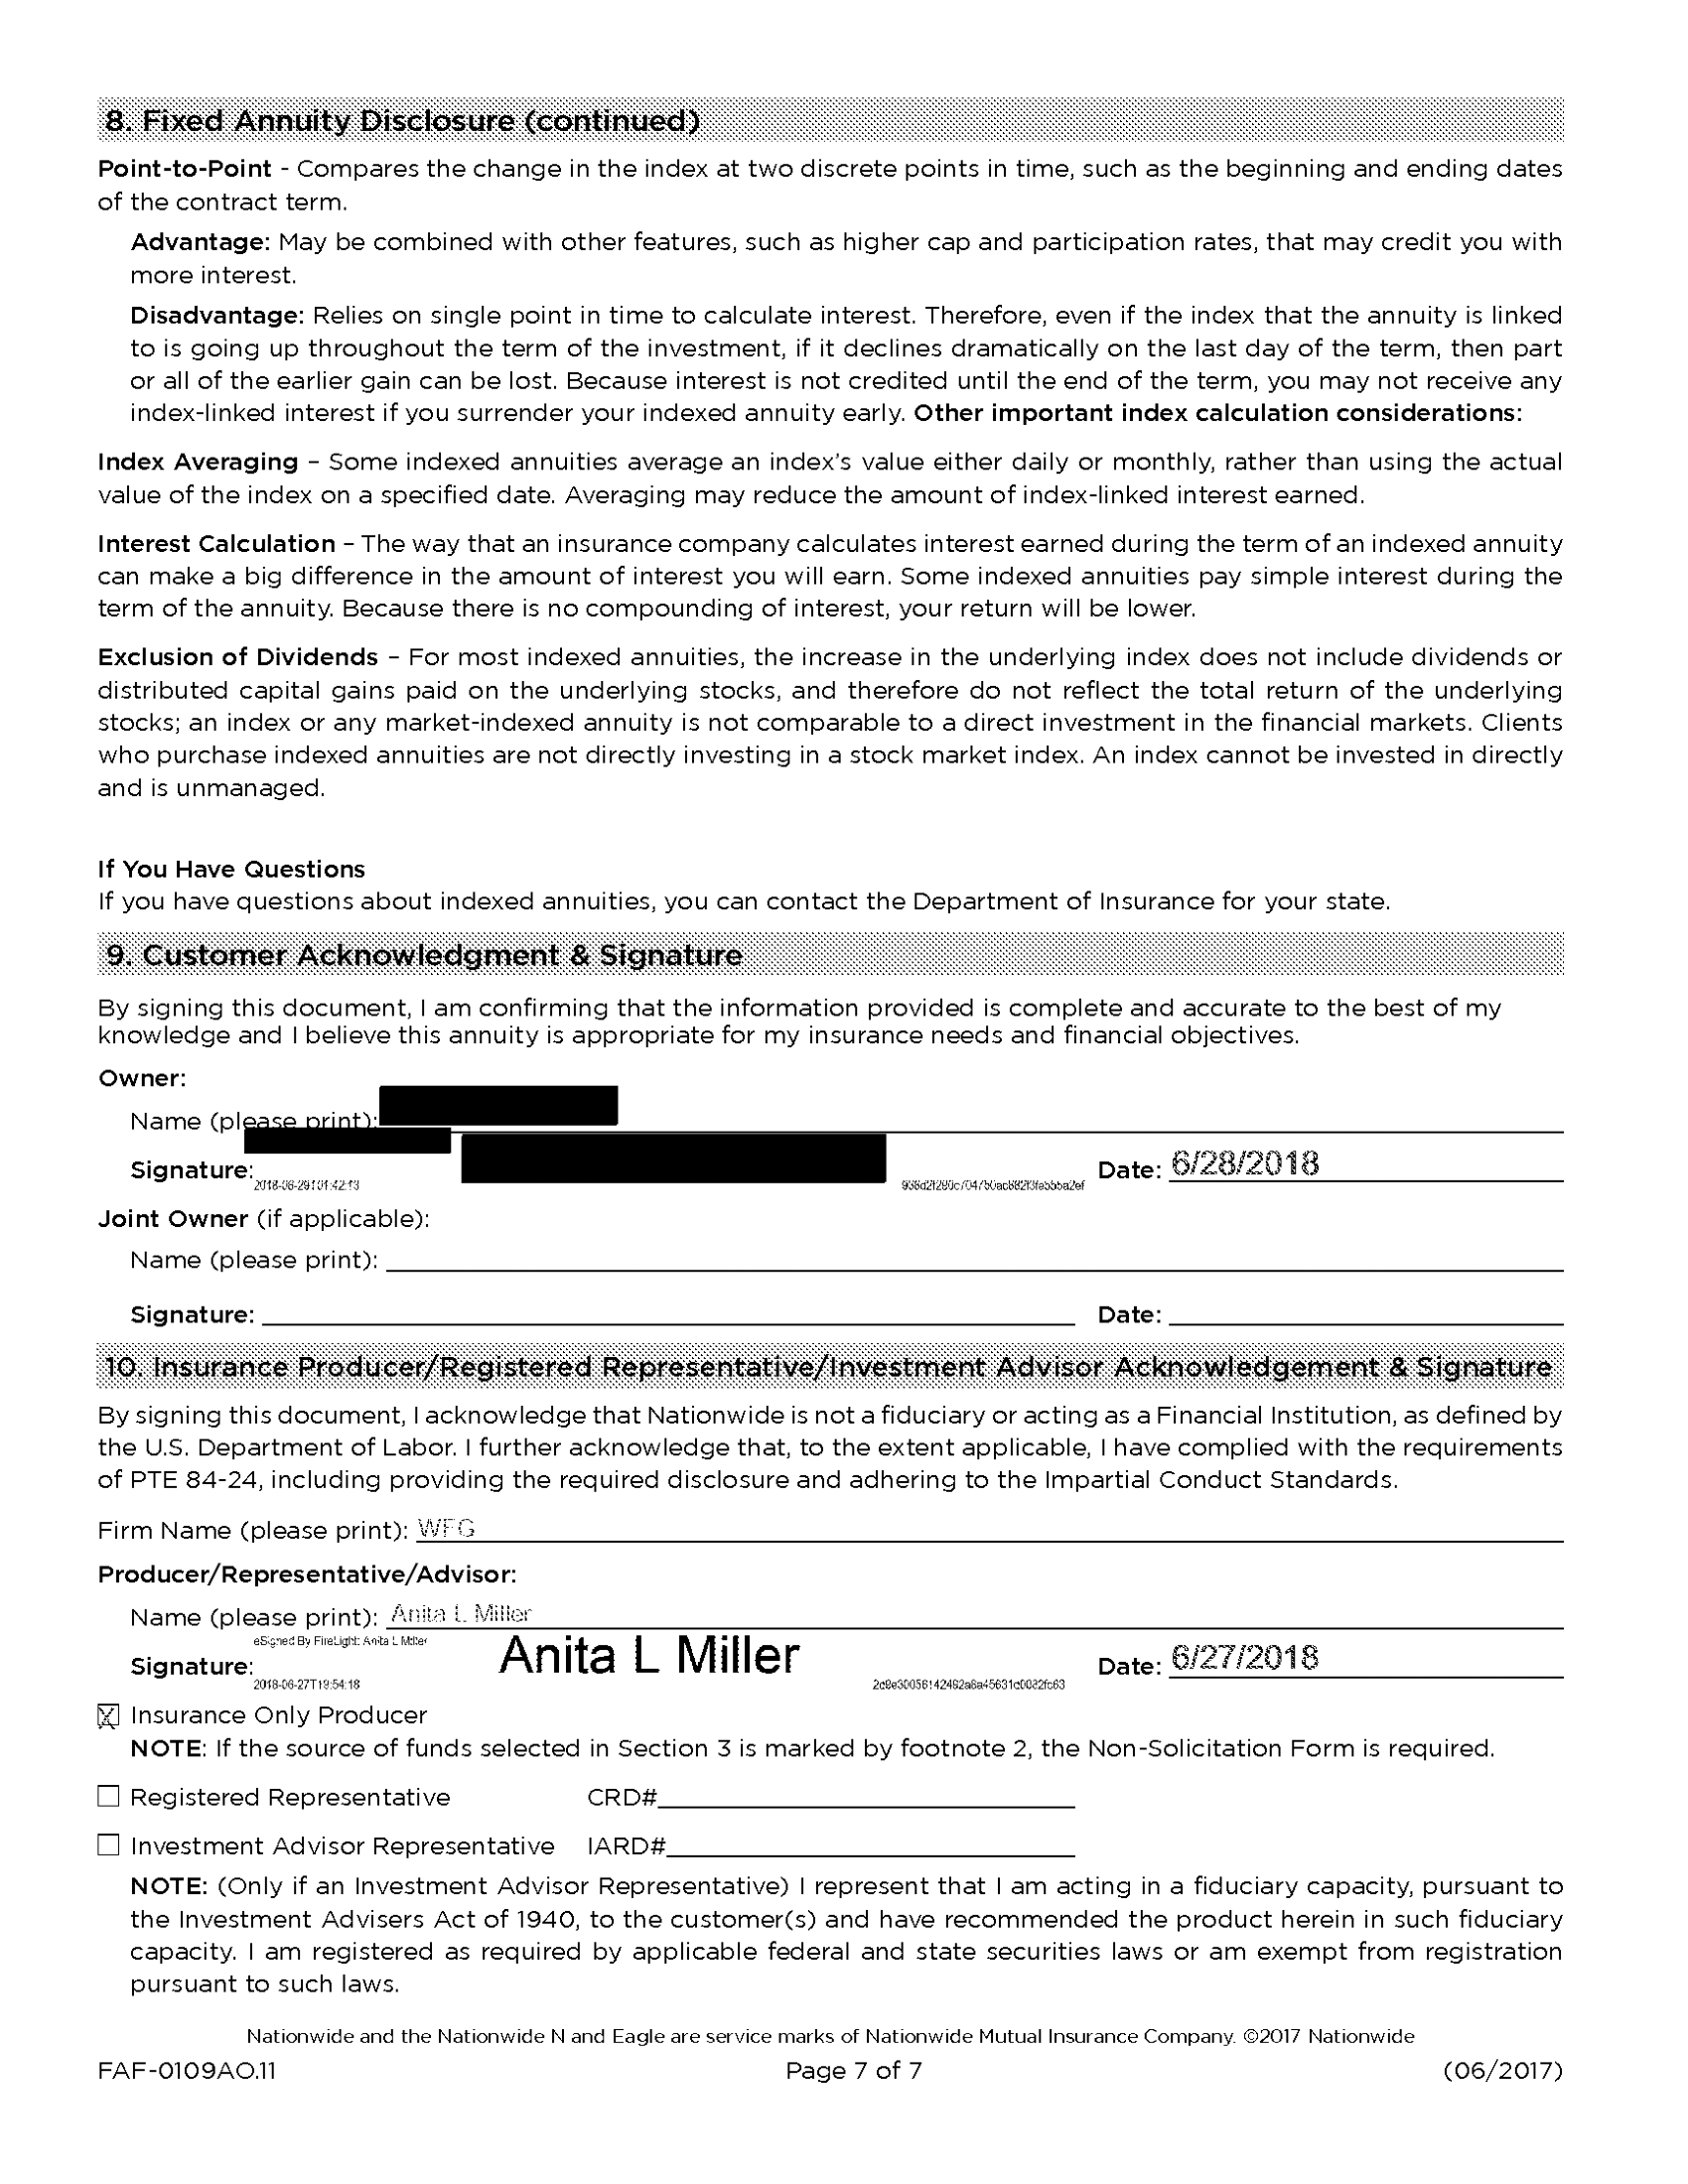 8. Fixed Annuity Disclosure (continued)
Point-to-Point - Compares the change in the index at two discrete points in time, such as the beginning and ending dates
of the contract term.
Advantage: May be combined with other features, such as higher cap and participation rates, that may credit you with
more interest.
Disadvantage: Relies on single point in time to calculate interest. Therefore, even if the index that the annuity is linked
to is going up throughout the term of the investment, if it declines dramatically on the last day of the term, then part
or all of the earlier gain can be lost. Because interest is not credited until the end of the term, you may not receive any
index-linked interest if you surrender your indexed annuity early. Other important index calculation considerations:
Index Averaging – Some indexed annuities average an index's value either daily or monthly, rather than using the actual
value of the index on a specified date. Averaging may reduce the amount of index-linked interest earned.
Interest Calculation – The way that an insurance company calculates interest earned during the term of an indexed annuity
can make a big difference in the amount of interest you will earn. Some indexed annuities pay simple interest during the
term of the annuity. Because there is no compounding of interest, your return will be lower.
Exclusion of Dividends – For most indexed annuities, the increase in the underlying index does not include dividends or
distributed capital gains paid on the underlying stocks, and therefore do not reflect the total return of the underlying
stocks; an index or any market-indexed annuity is not comparable to a direct investment in the financial markets. Clients
who purchase indexed annuities are not directly investing in a stock market index. An index cannot be invested in directly
and is unmanaged.
If You Have Questions
If you have questions about indexed annuities, you can contact the Department of Insurance for your state.
9. Customer Acknowledgment & Signature
By signing this document, I am confirming that the information provided is complete and accurate to the best of my
knowledge and I believe this annuity is appropriate for my insurance needs and financial objectives.
Owner:
Name (please print):
Signature: Date: 6/28/2018
Joint Owner (if applicable):
Name (please print):
Signature: Date:
10. Insurance Producer/Registered Representative/Investment Advisor Acknowledgement & Signature
By signing this document, I acknowledge that Nationwide is not a fiduciary or acting as a Financial Institution, as defined by
the U.S. Department of Labor. I further acknowledge that, to the extent applicable, I have complied with the requirements
of PTE 84-24, including providing the required disclosure and adhering to the Impartial Conduct Standards.
Firm Name (please print): WFG
Producer/Representative/Advisor:
Name (please print): Anita L Miller
eSigned By FireLight: Anita L Miller
Signature: Anita L Miller Date: 6/27/2018
2018-06-27T19:54:18
X Insurance Only Producer
NOTE: If the source of funds selected in Section 3 is marked by footnote 2, the Non-Solicitation Form is required.
Registered Representative CRD#
Investment Advisor Representative IARD#
NOTE: (Only if an Investment Advisor Representative) I represent that I am acting in a fiduciary capacity, pursuant to
the Investment Advisers Act of 1940, to the customer(s) and have recommended the product herein in such fiduciary
capacity. I am registered as required by applicable federal and state securities laws or am exempt from registration
pursuant to such laws.
Nationwide and the Nationwide N and Eagle are service marks of Nationwide Mutual Insurance Company. ©2017 Nationwide
FAF-0109AO.11 Page 7 of 7 (06/2017)